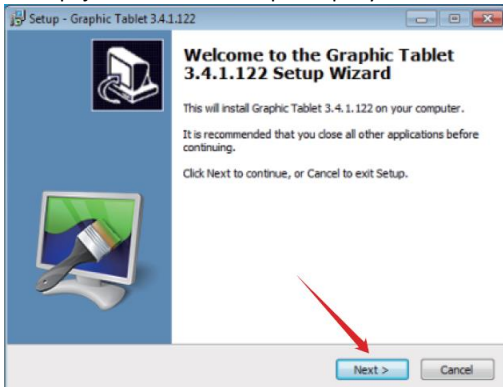 Setup - Graphic Tablet 3.4.1.122
Welcome to the Graphic Tablet
3.4.1.122 Setup Wizard
This will install Graphic Tablet 3.4.1.122 on your computer.
It is recommended that you close all other applications before
continuing.
Click Next to continue, or Cancel to exit Setup.
Next >
Cancel